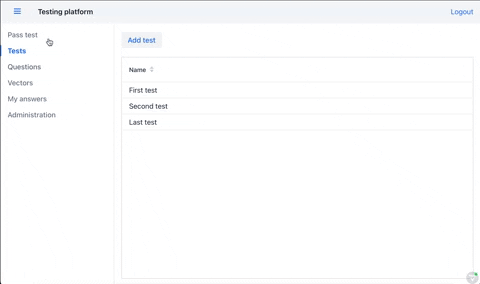 Testing platform
Logout
Pass test
Tests
Questions
Vectors
My answers
Administration
Add test
Name
First test
Second test
Last test